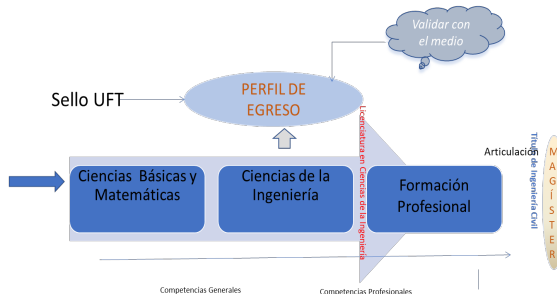 Validar con
el medio
Sello UFT
PERFIL DE
EGRESO
Ciencias Básicas y
Matemáticas
Ciencias de la
Ingeniería
Licenciatura en Ciencias de la Ingeniería
Formación
Profesional
Articulación
Título de Ingeniería Civil
MAGÍSTER
Competencias Generales
Competencias Profesionales